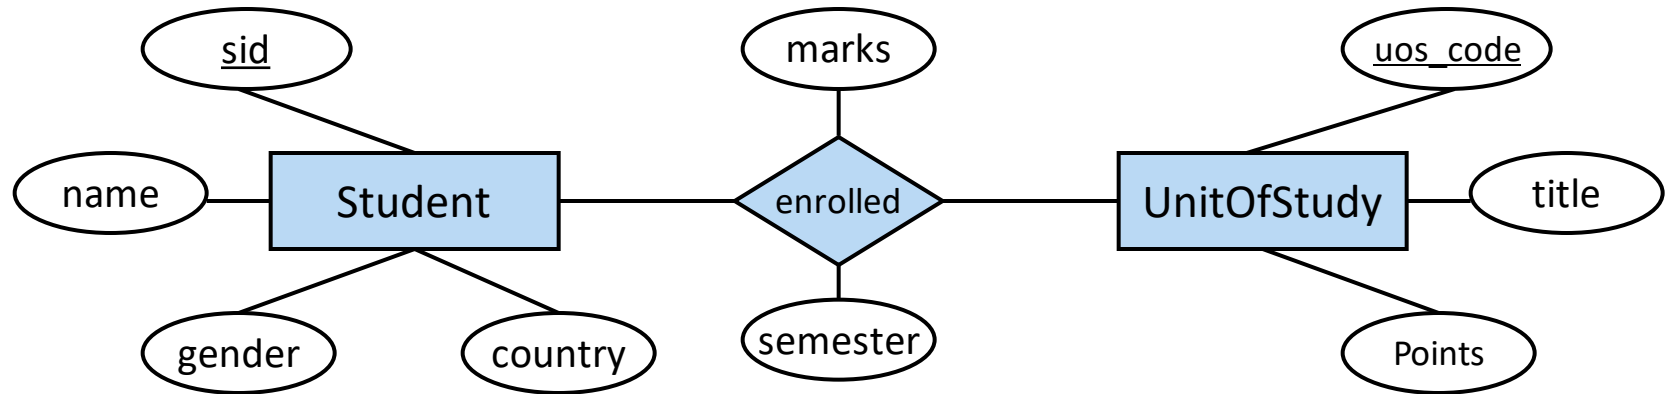 sid
marks
uos_code
name
Student
enrolled
UnitOfStudy
title
gender
country
semester
Points